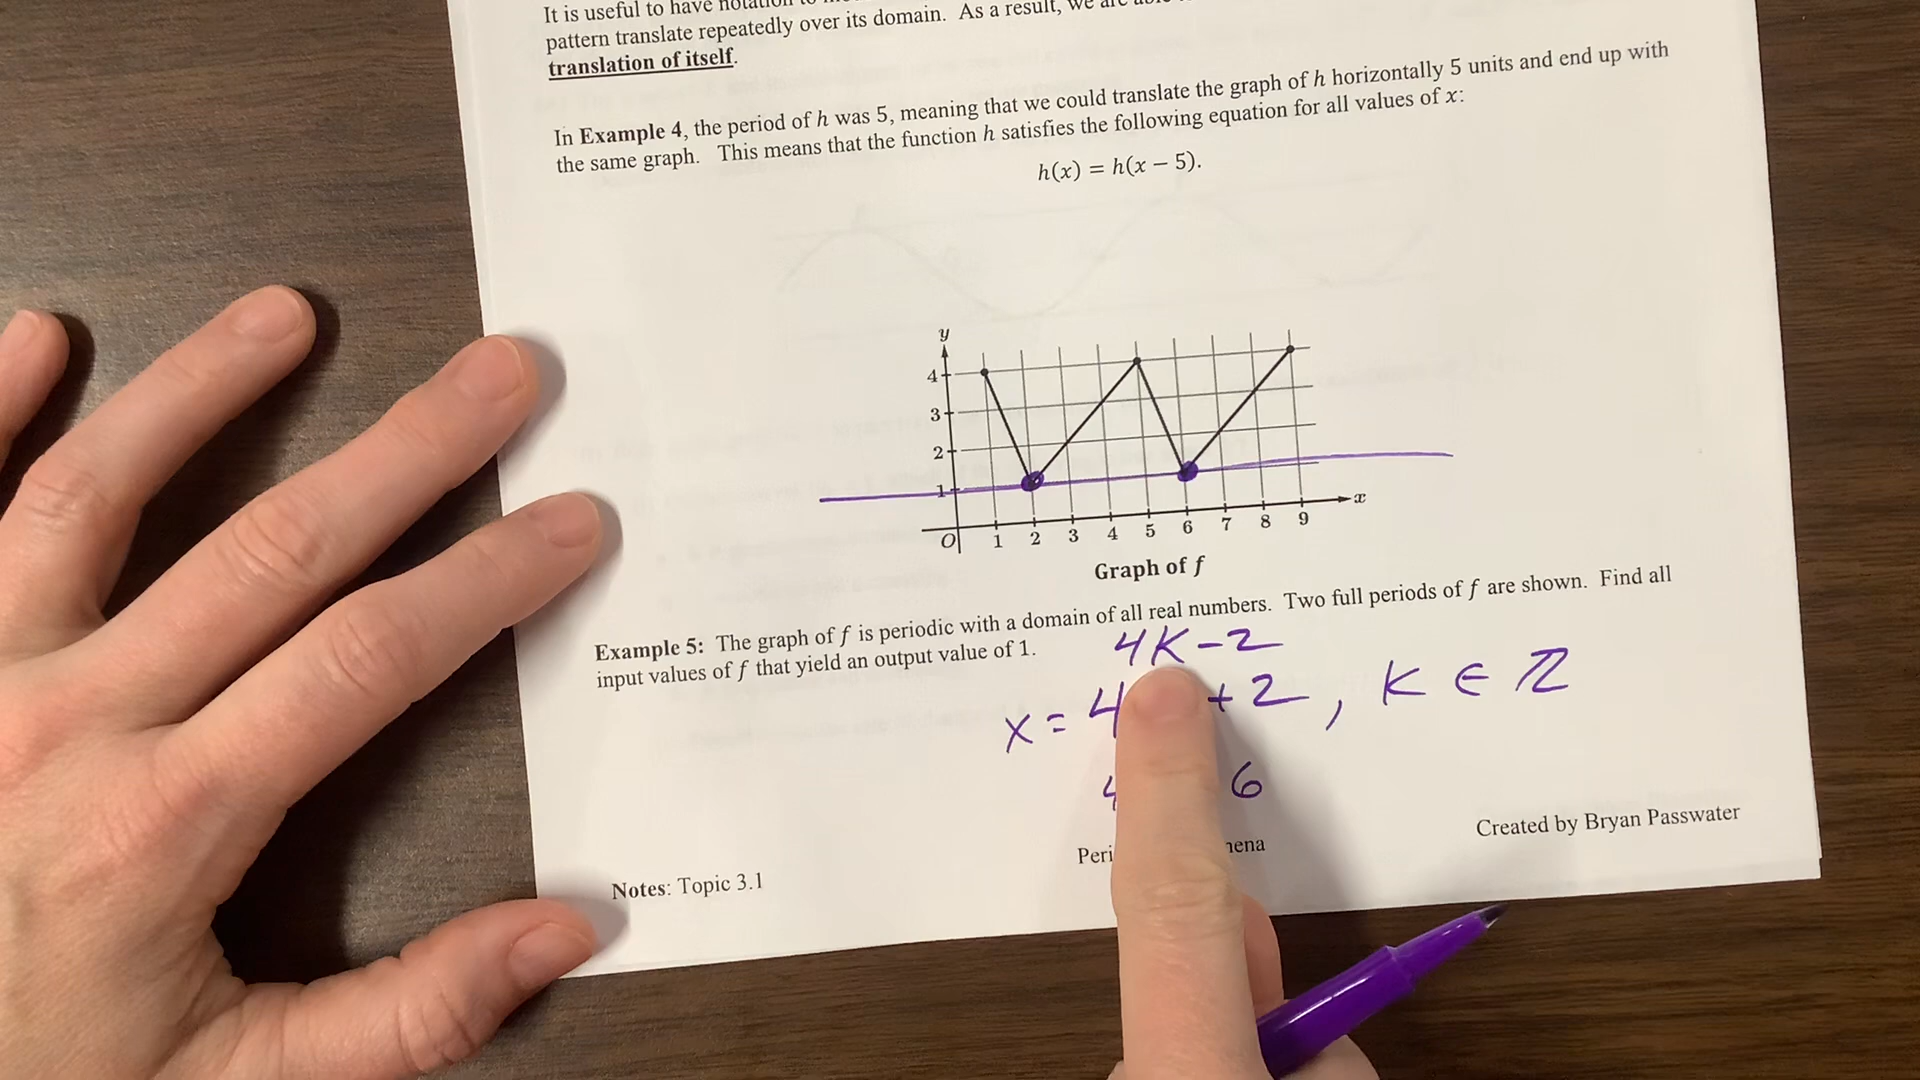 It is useful to have notation to
pattern translate repeatedly over its domain. As a result, we are able
translation of itself.
In Example 4, the period of h was 5, meaning that we could translate the graph of h horizontally 5 units and end up with
the same graph. This means that the function h satisfies the following equation for all values of x:
h(x) = h(x − 5).
y
4
3
2
1
O 1 2 3 4 5 6 7 8 9 x
Graph of f
Example 5: The graph of f is periodic with a domain of all real numbers. Two full periods of f are shown. Find all
input values of f that yield an output value of 1.
4K-2
x = 4 +2, K ∈ ℤ
6
Notes: Topic 3.1
Created by Bryan Passwater